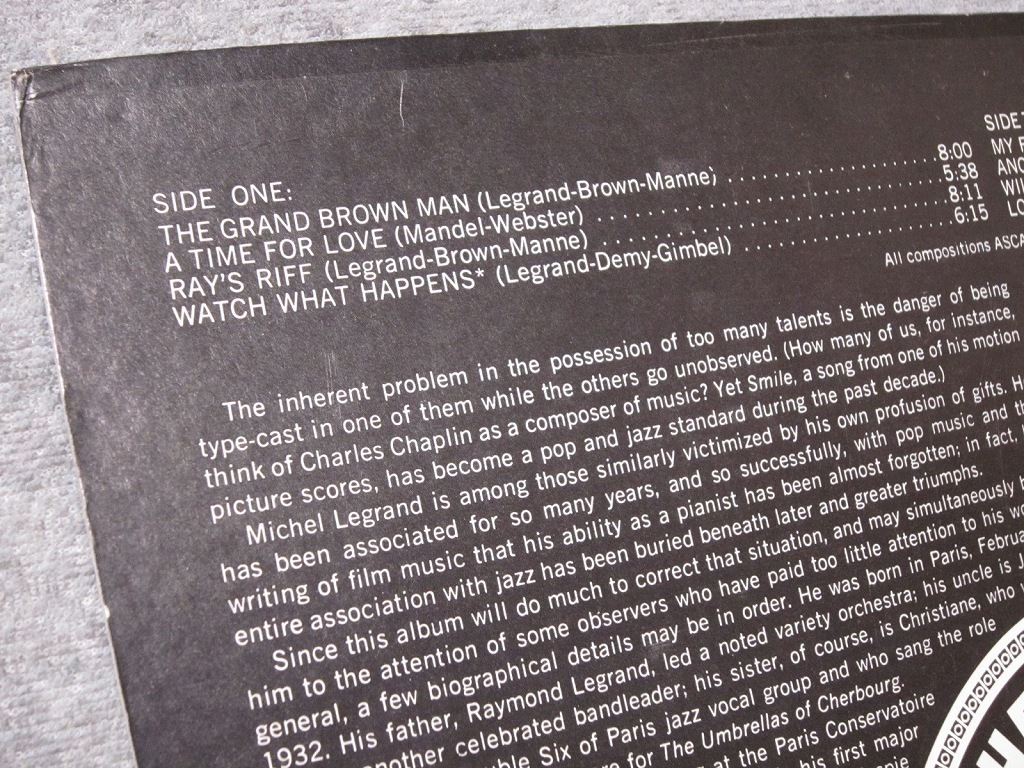 SIDE ONE:
THE GRAND BROWN MAN (Legrand-Brown-Manne) 8:00
A TIME FOR LOVE (Mandel-Webster) 5:38
RAY'S RIFF (Legrand-Brown-Manne) 8:11
WATCH WHAT HAPPENS* (Legrand-Demy-Gimbel) 6:15
SIDE
MY
All compositions
The inherent problem in the possession of too many talents is the danger of being
type-cast in one of them while the others go unobserved. (How many of us, for instance,
think of Charles Chaplin as a composer of music? Yet Smile, a song from one of his motion
picture scores, has become a pop and jazz standard during the past decade.)
Michel Legrand is among those similarly victimized by his own profusion of gifts.
has been associated for so many years, and so successfully, with pop music and
writing of film music that his ability as a pianist has been almost forgotten; in fact,
entire association with jazz has been buried beneath later and greater triumphs.
Since this album will do much to correct that situation, and may simultaneously
him to the attention of some observers who have paid too little attention to his
general, a few biographical details may be in order. He was born in Paris,
1932. His father, Raymond Legrand, led a noted variety orchestra; his uncle is
another celebrated bandleader; his sister, of course, is Christiane, who
Six of Paris jazz vocal group and who sang the role
for The Umbrellas of Cherbourg.
at the Paris Conservatoire
his first major